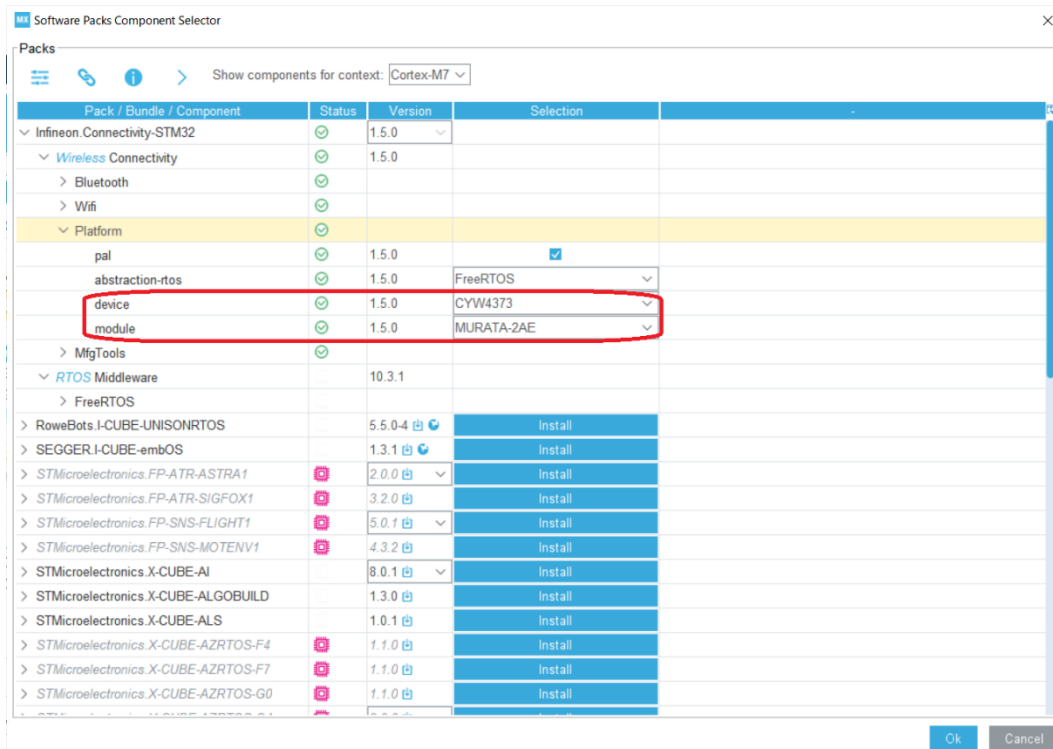 MX Software Packs Component Selector
Packs
Show components for context: Cortex-M7
Pack / Bundle / Component Status Version Selection -
Infineon.Connectivity-STM32 1.5.0
Wireless Connectivity 1.5.0
Bluetooth
Wifi
Platform
pal 1.5.0
abstraction-rtos 1.5.0 FreeRTOS
device 1.5.0 CYW4373
module 1.5.0 MURATA-2AE
MfgTools
RTOS Middleware 10.3.1
FreeRTOS
RoweBots.I-CUBE-UNISONRTOS 5.5.0-4 Install
SEGGER.I-CUBE-embOS 1.3.1 Install
STMicroelectronics.FP-ATR-ASTRA1 2.0.0 Install
STMicroelectronics.FP-ATR-SIGFOX1 3.2.0 Install
STMicroelectronics.FP-SNS-FLIGHT1 5.0.1 Install
STMicroelectronics.FP-SNS-MOTENV1 4.3.2 Install
STMicroelectronics.X-CUBE-AI 8.0.1 Install
STMicroelectronics.X-CUBE-ALGOBUILD 1.3.0 Install
STMicroelectronics.X-CUBE-ALS 1.0.1 Install
STMicroelectronics.X-CUBE-AZRTOS-F4 1.1.0 Install
STMicroelectronics.X-CUBE-AZRTOS-F7 1.1.0 Install
STMicroelectronics.X-CUBE-AZRTOS-G0 1.1.0 Install
Ok Cancel